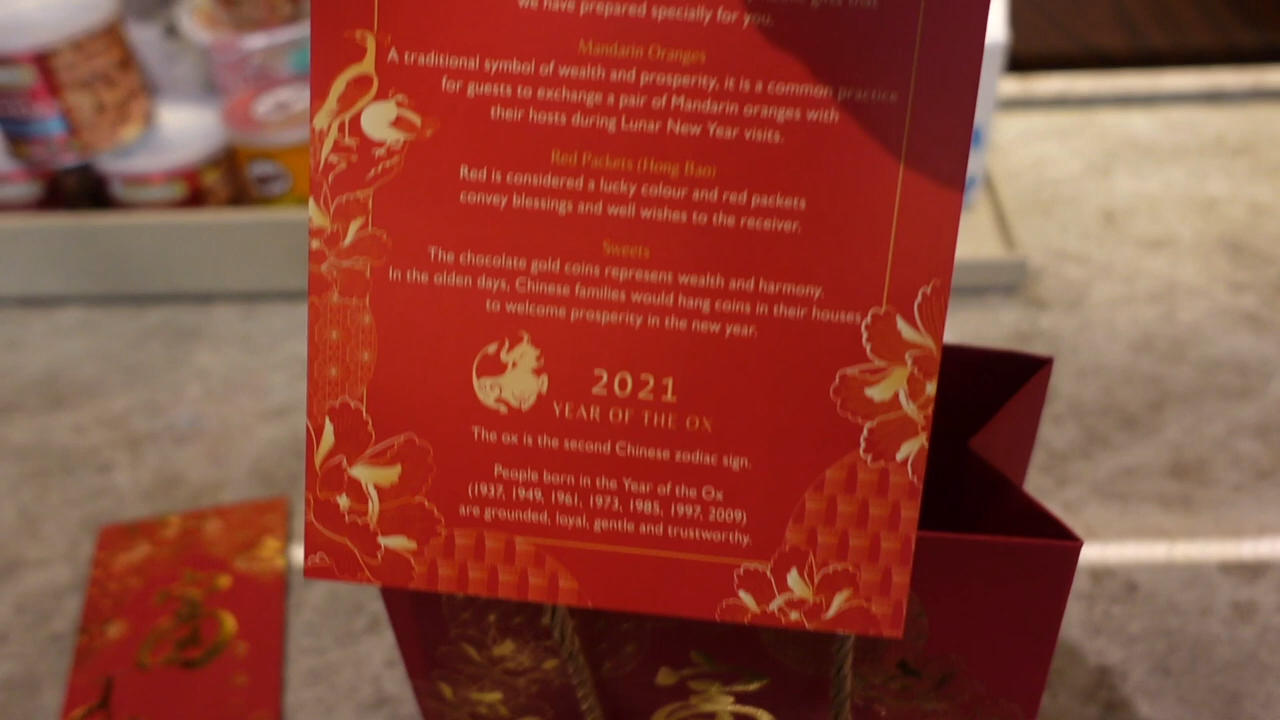 we have prepared specially for you.
Mandarin Oranges
A traditional symbol of wealth and prosperity, it is a common practice
for guests to exchange a pair of Mandarin oranges with
their hosts during Lunar New Year visits.
Red Packets (Hong Bao)
Red is considered a lucky colour and red packets
convey blessings and well wishes to the receiver.
Sweets
The chocolate gold coins represent wealth and harmony.
In the olden days, Chinese families would hang coins in their houses
to welcome prosperity in the new year.
2021
YEAR OF THE OX
The ox is the second Chinese zodiac sign.
People born in the Year of the Ox
(1937, 1949, 1961, 1973, 1985, 1997, 2009)
are grounded, loyal, gentle and trustworthy.